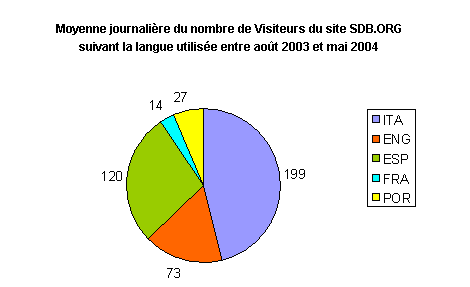 Moyenne journalière du nombre de Visiteurs du site SDB.ORG
suivant la langue utilisée entre août 2003 et mai 2004
14
27
120
199
73
ITA
ENG
ESP
FRA
POR